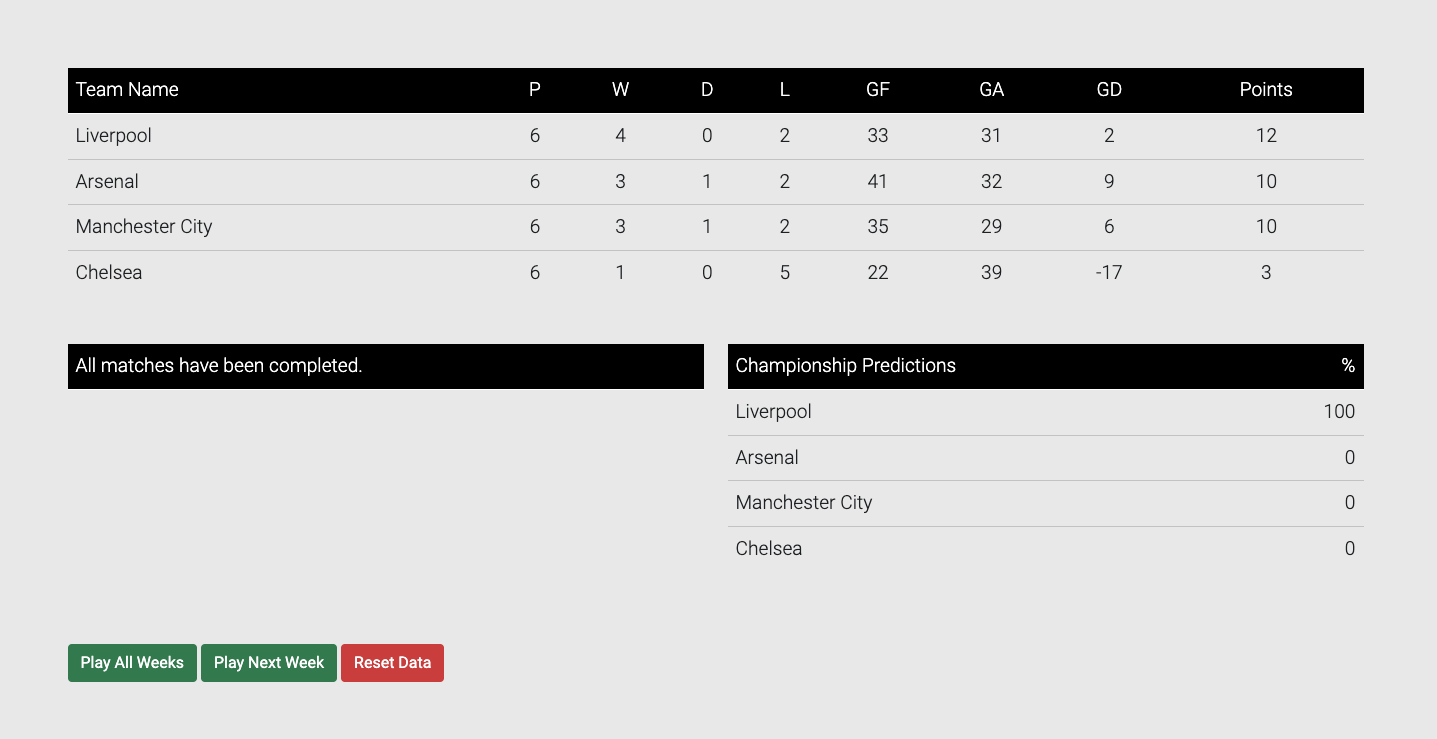 Team Name P W D L GF GA GD Points
Liverpool 6 4 0 2 33 31 2 12
Arsenal 6 3 1 2 41 32 9 10
Manchester City 6 3 1 2 35 29 6 10
Chelsea 6 1 0 5 22 39 -17 3
All matches have been completed.
Championship Predictions %
Liverpool 100
Arsenal 0
Manchester City 0
Chelsea 0
Play All Weeks Play Next Week Reset Data